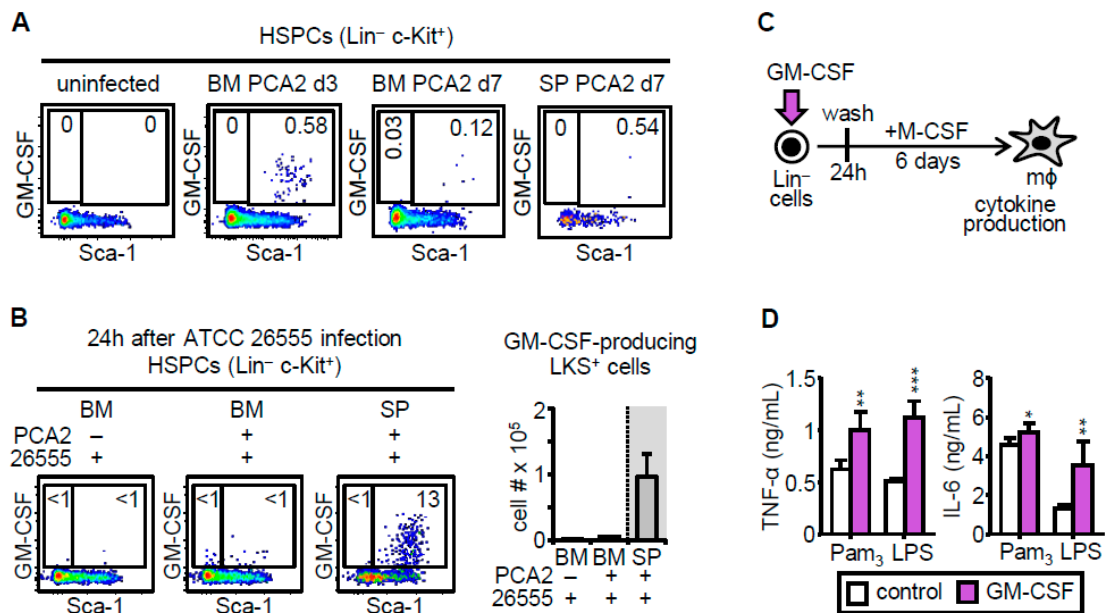 A
HSPCs (Lin⁻ c-Kit⁺)
uninfected BM PCA2 d3 BM PCA2 d7 SP PCA2 d7
GM-CSF 0 0
GM-CSF 0 0.58
GM-CSF 0.03 0.12
GM-CSF 0 0.54
Sca-1 Sca-1 Sca-1 Sca-1
C
GM-CSF
wash
+M-CSF
6 days
24h
Lin⁻
cells
mϕ
cytokine
production
B
24h after ATCC 26555 infection
HSPCs (Lin⁻ c-Kit⁺)
BM BM SP
PCA2 – + +
26555 + + +
GM-CSF <1 <1
GM-CSF <1 <1
GM-CSF <1 13
Sca-1 Sca-1 Sca-1
GM-CSF-producing
LKS⁺ cells
cell # x 10⁵
2
1
0
BM BM SP
PCA2 – + +
26555 + + +
D
TNF-α (ng/mL)
1.5
1
0.5
0
** ***
Pam₃ LPS
IL-6 (ng/mL)
8
6
4
2
0
* **
Pam₃ LPS
control GM-CSF